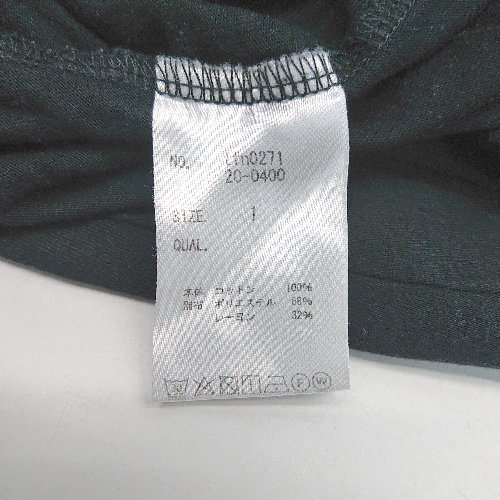 NO. LTn0271
20-0400
SIZE. 1
QUAL.
本体 コットン 100%
別布 ポリエステル 68%
レーヨン 32%